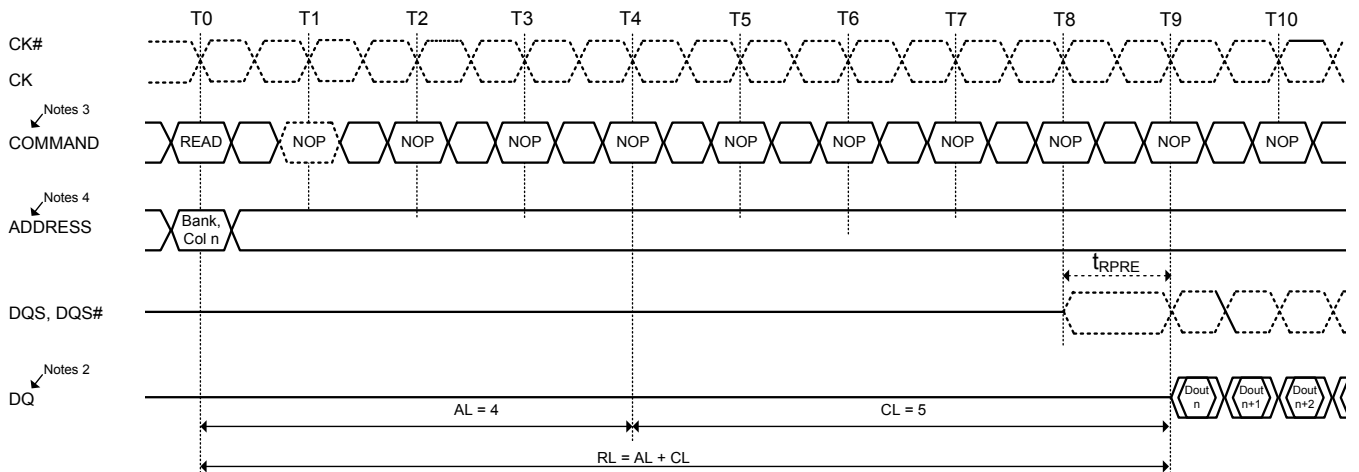 T0 T1 T2 T3 T4 T5 T6 T7 T8 T9 T10
CK#
CK
Notes 3
COMMAND READ NOP NOP NOP NOP NOP NOP NOP NOP NOP NOP
Notes 4
ADDRESS
Bank,
Col n
tRPRE
DQS, DQS#
Notes 2
DQ
Dout
n
Dout
n+1
Dout
n+2
AL = 4 CL = 5
RL = AL + CL